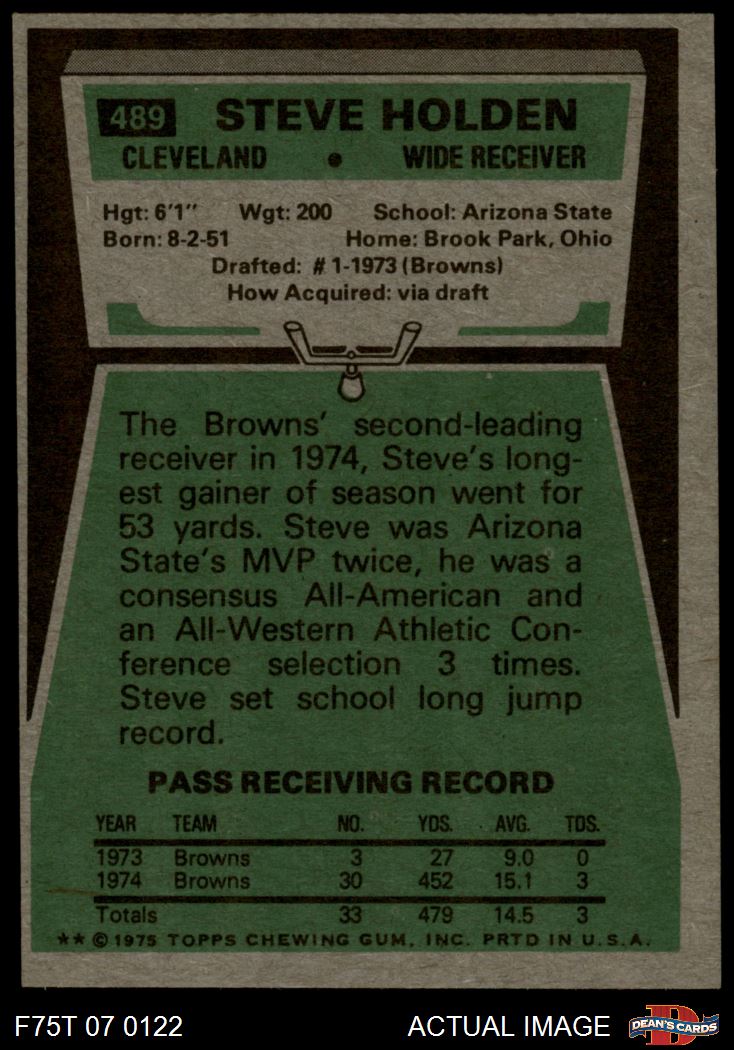 489 STEVE HOLDEN
CLEVELAND • WIDE RECEIVER
Hgt: 6'1" Wgt: 200 School: Arizona State
Born: 8-2-51 Home: Brook Park, Ohio
Drafted: # 1-1973 (Browns)
How Acquired: via draft
The Browns' second-leading
receiver in 1974, Steve's long-
est gainer of season went for
53 yards. Steve was Arizona
State's MVP twice, he was a
consensus All-American and
an All-Western Athletic Con-
ference selection 3 times.
Steve set school long jump
record.
PASS RECEIVING RECORD
YEAR TEAM NO. YDS. AVG. TDS.
1973 Browns 3 27 9.0 0
1974 Browns 30 452 15.1 3
Totals 33 479 14.5 3
** © 1975 TOPPS CHEWING GUM, INC. PRTD IN U.S.A.
F75T 07 0122 ACTUAL IMAGE D DEAN'S CARDS